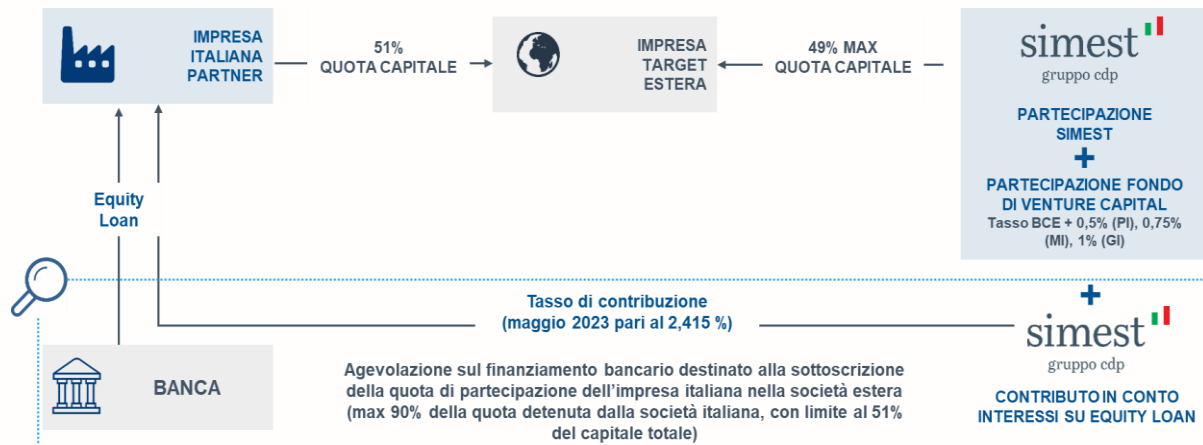 IMPRESA
ITALIANA
PARTNER
51%
QUOTA CAPITALE
IMPRESA
TARGET
ESTERA
49% MAX
QUOTA CAPITALE
simest
gruppo cdp
PARTECIPAZIONE
SIMEST
+
PARTECIPAZIONE FONDO
DI VENTURE CAPITAL
Tasso BCE + 0,5% (PI), 0,75%
(MI), 1% (GI)
Equity
Loan
Tasso di contribuzione
(maggio 2023 pari al 2,415 %)
+
simest
gruppo cdp
BANCA
Agevolazione sul finanziamento bancario destinato alla sottoscrizione
della quota di partecipazione dell'impresa italiana nella società estera
(max 90% della quota detenuta dalla società italiana, con limite al 51%
del capitale totale)
CONTRIBUTO IN CONTO
INTERESSI SU EQUITY LOAN